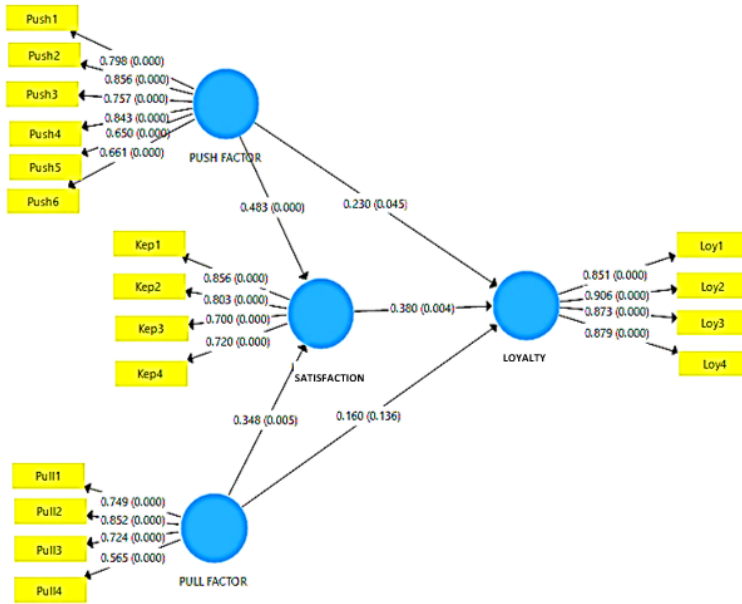 Push1
Push2
Push3
Push4
Push5
Push6
0.798 (0.000)
0.856 (0.000)
0.757 (0.000)
0.843 (0.000)
0.650 (0.000)
0.661 (0.000)
PUSH FACTOR
0.483 (0.000)
0.230 (0.045)
Kep1
Kep2
Kep3
Kep4
0.856 (0.000)
0.803 (0.000)
0.700 (0.000)
0.720 (0.000)
SATISFACTION
0.380 (0.004)
Loy1
Loy2
Loy3
Loy4
0.851 (0.000)
0.906 (0.000)
0.873 (0.000)
0.879 (0.000)
LOYALTY
0.348 (0.005)
0.160 (0.136)
Pull1
Pull2
Pull3
Pull4
0.749 (0.000)
0.852 (0.000)
0.724 (0.000)
0.565 (0.000)
PULL FACTOR